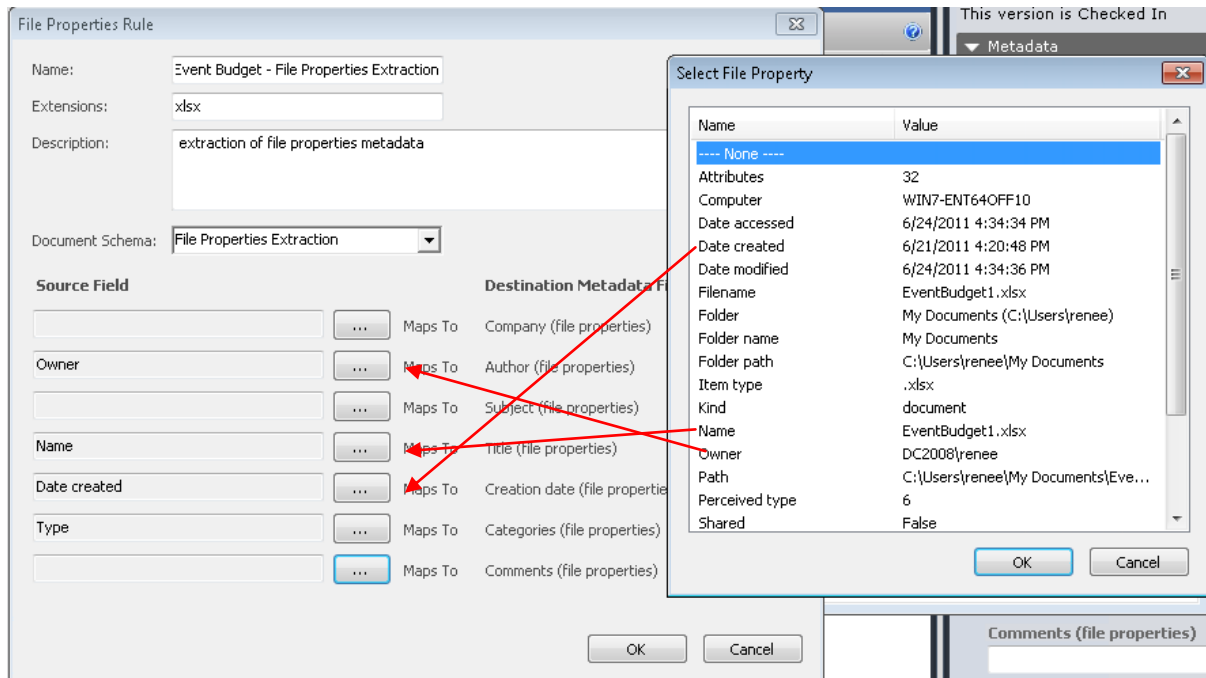 File Properties Rule
Name: Event Budget - File Properties Extraction
Extensions: xlsx
Description: extraction of file properties metadata
Document Schema: File Properties Extraction
Source Field Destination Metadata
... Maps To Company (file properties)
Owner ... Maps To Author (file properties)
... Maps To Subject (file properties)
Name ... Maps To Title (file properties)
Date created ... Maps To Creation date (file propertie
Type ... Maps To Categories (file properties)
... Maps To Comments (file properties)
OK Cancel
This version is Checked In
Metadata
Select File Property
Name Value
---- None ----
Attributes 32
Computer WIN7-ENT64OFF10
Date accessed 6/24/2011 4:34:34 PM
Date created 6/21/2011 4:20:48 PM
Date modified 6/24/2011 4:34:36 PM
Filename EventBudget1.xlsx
Folder My Documents (C:\Users\renee)
Folder name My Documents
Folder path C:\Users\renee\My Documents
Item type .xlsx
Kind document
Name EventBudget1.xlsx
Owner DC2008\renee
Path C:\Users\renee\My Documents\Eve...
Perceived type 6
Shared False
OK Cancel
Comments (file properties)